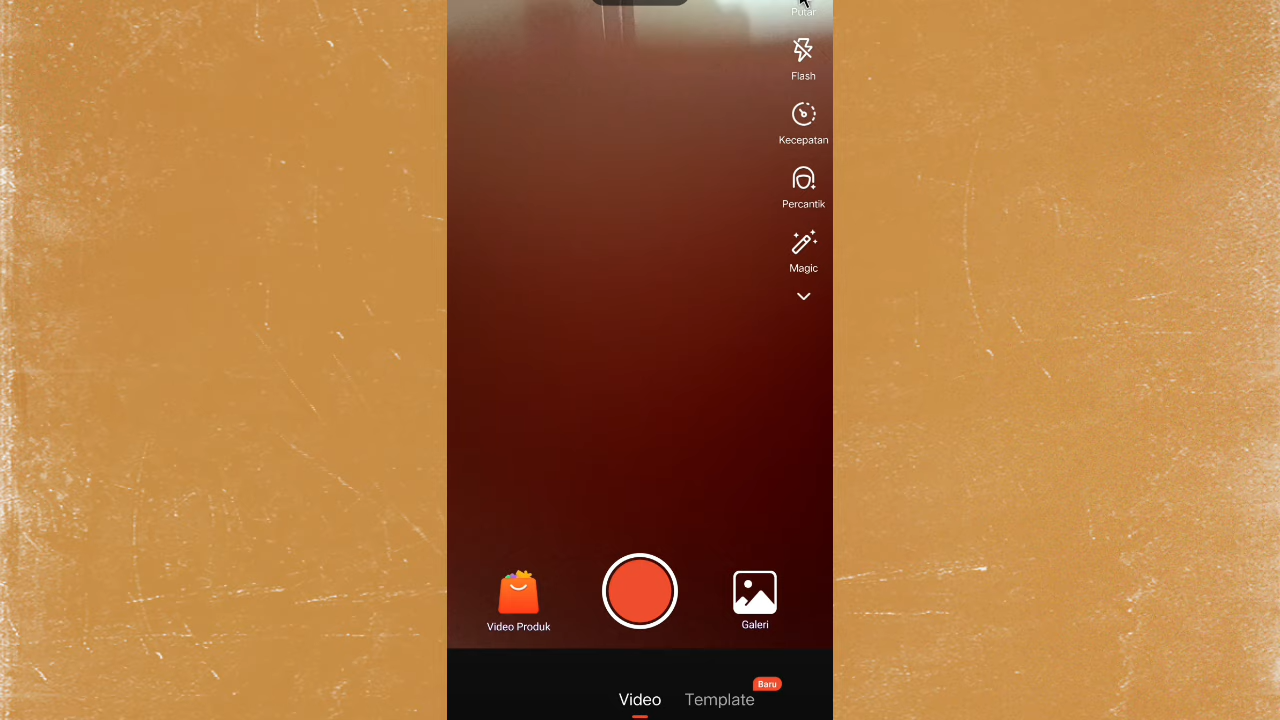 Putar
Flash
Kecepatan
Percantik
Magic
Video Produk
Galeri
Video
Template
Baru